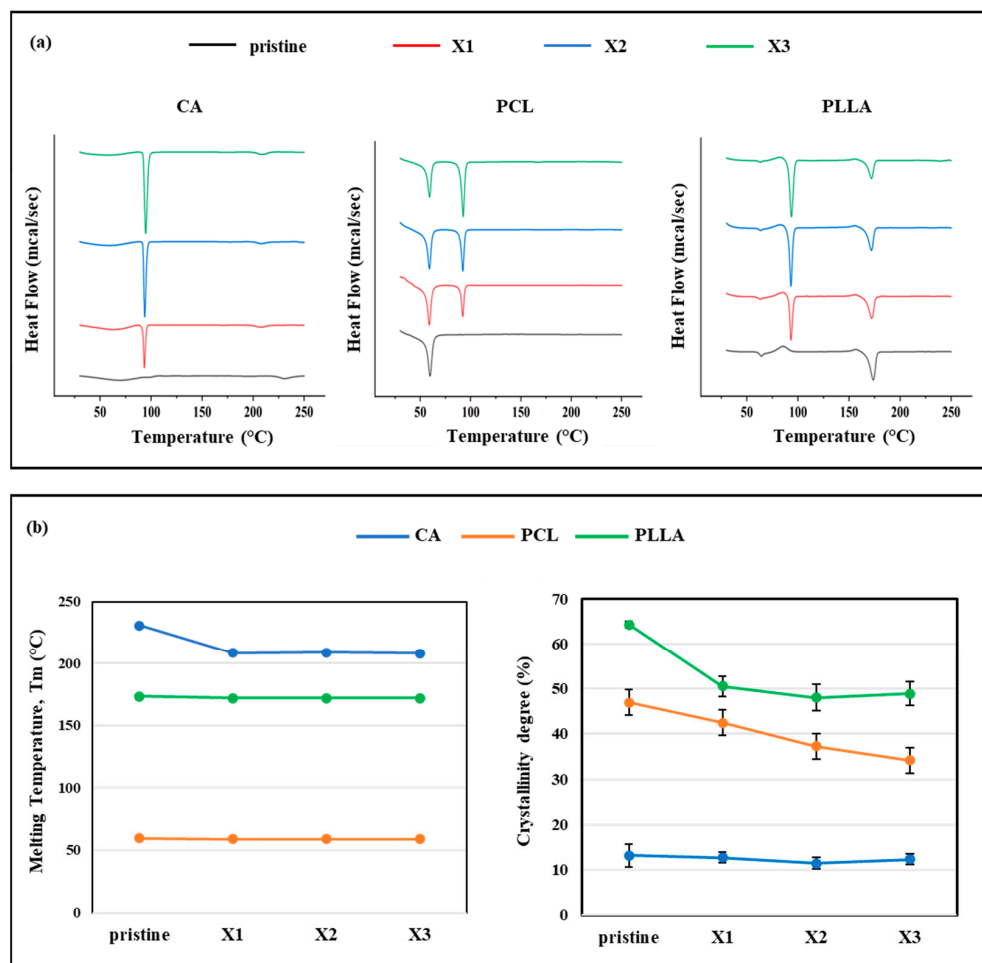 (a)
pristine X1 X2 X3
CA PCL PLLA
Heat Flow (mcal/sec)
50 100 150 200 250
Temperature (°C)
Heat Flow (mcal/sec)
50 100 150 200 250
Temperature (°C)
Heat Flow (mcal/sec)
50 100 150 200 250
Temperature (°C)
(b)
CA PCL PLLA
Melting Temperature, Tm (°C)
250
200
150
100
50
0
pristine X1 X2 X3
Crystallinity degree (%)
70
60
50
40
30
20
10
0
pristine X1 X2 X3